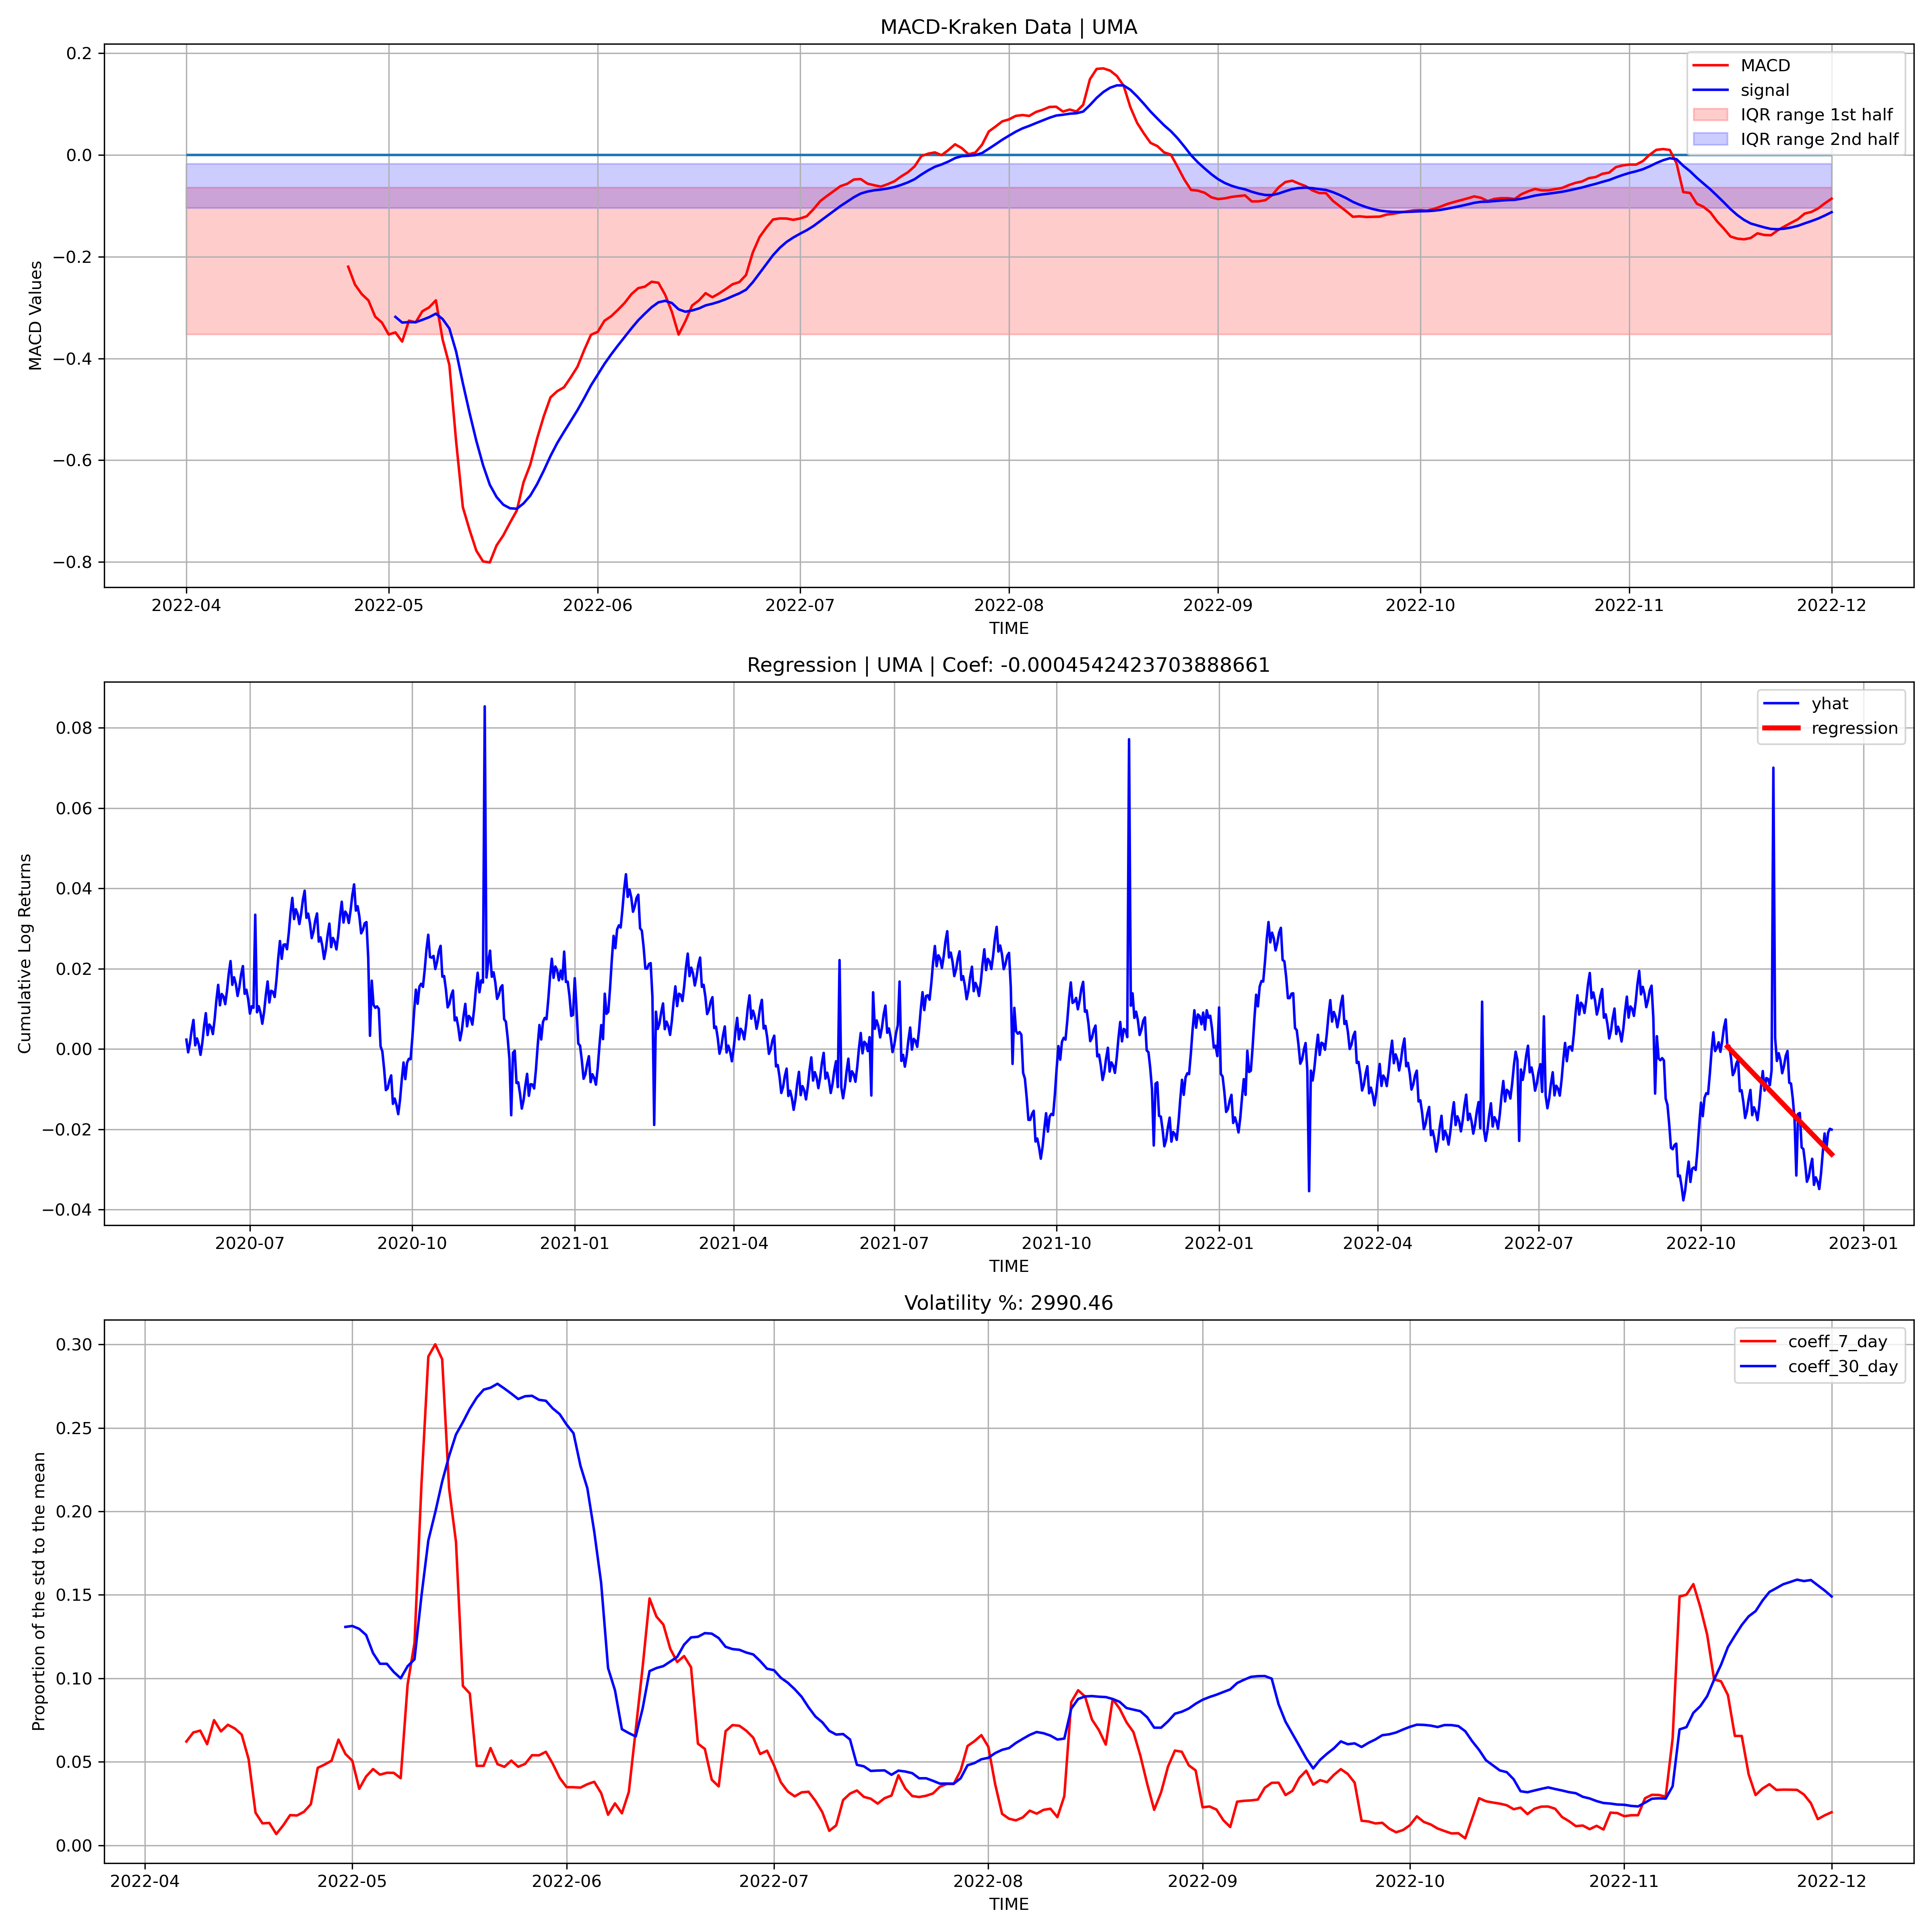 MACD-Kraken Data | UMA
MACD
signal
IQR range 1st half
IQR range 2nd half
MACD Values
0.2
0.0
−0.2
−0.4
−0.6
−0.8
2022-04 2022-05 2022-06 2022-07 2022-08 2022-09 2022-10 2022-11 2022-12
TIME
Regression | UMA | Coef: -0.0004542423703888661
yhat
regression
Cumulative Log Returns
0.08
0.06
0.04
0.02
0.00
−0.02
−0.04
2020-07 2020-10 2021-01 2021-04 2021-07 2021-10 2022-01 2022-04 2022-07 2022-10 2023-01
TIME
Volatility %: 2990.46
coeff_7_day
coeff_30_day
Proportion of the std to the mean
0.30
0.25
0.20
0.15
0.10
0.05
0.00
2022-04 2022-05 2022-06 2022-07 2022-08 2022-09 2022-10 2022-11 2022-12
TIME